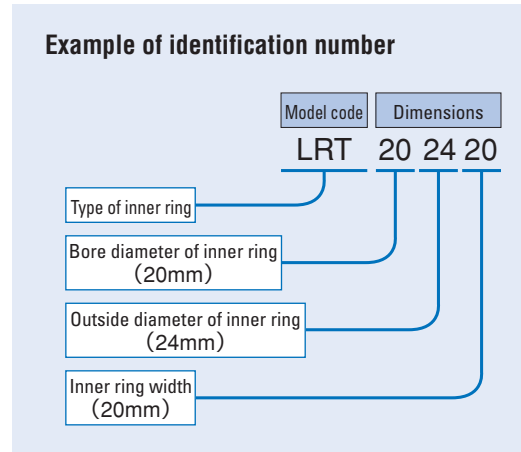 Example of identification number
Model code Dimensions
LRT 20 24 20
Type of inner ring
Bore diameter of inner ring
（20mm）
Outside diameter of inner ring
（24mm）
Inner ring width
（20mm）